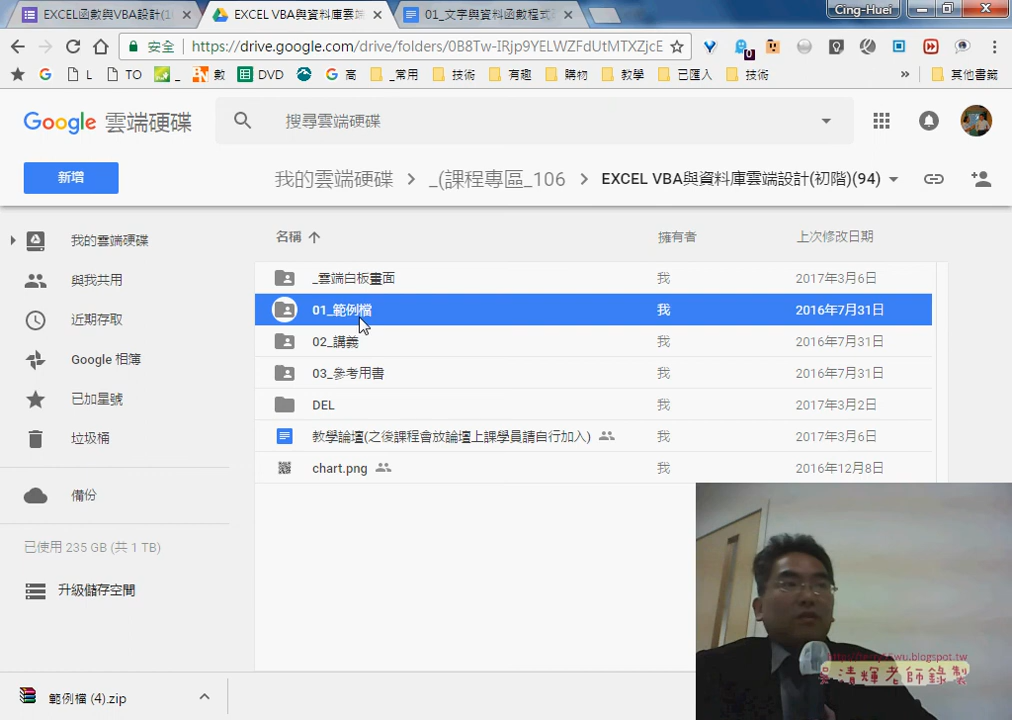 EXCEL函數與VBA設計(1
EXCEL VBA與資料庫雲端
01_文字與資料函數程式
Cing-Huei
安全
https://drive.google.com/drive/folders/0B8Tw-IRjp9YELWZFdUtMTXZjcE
L
TO
_
數
DVD
高
_常用
技術
有趣
購物
教學
已匯入
技術
»
其他書籤
Google 雲端硬碟
搜尋雲端硬碟
新增
我的雲端硬碟 > _(課程專區_106 > EXCEL VBA與資料庫雲端設計(初階)(94)
我的雲端硬碟
與我共用
近期存取
Google 相簿
已加星號
垃圾桶
備份
已使用 235 GB (共 1 TB)
升級儲存空間
名稱 擁有者 上次修改日期
_雲端白板畫面 我 2017年3月6日
01_範例檔 我 2016年7月31日
02_講義 我 2016年7月31日
03_參考用書 我 2016年7月31日
DEL 我 2017年3月2日
教學論壇(之後課程會放論壇上課學員請自行加入) 我 2017年3月6日
chart.png 我 2016年12月8日
吳清輝老師錄製
範例檔 (4).zip